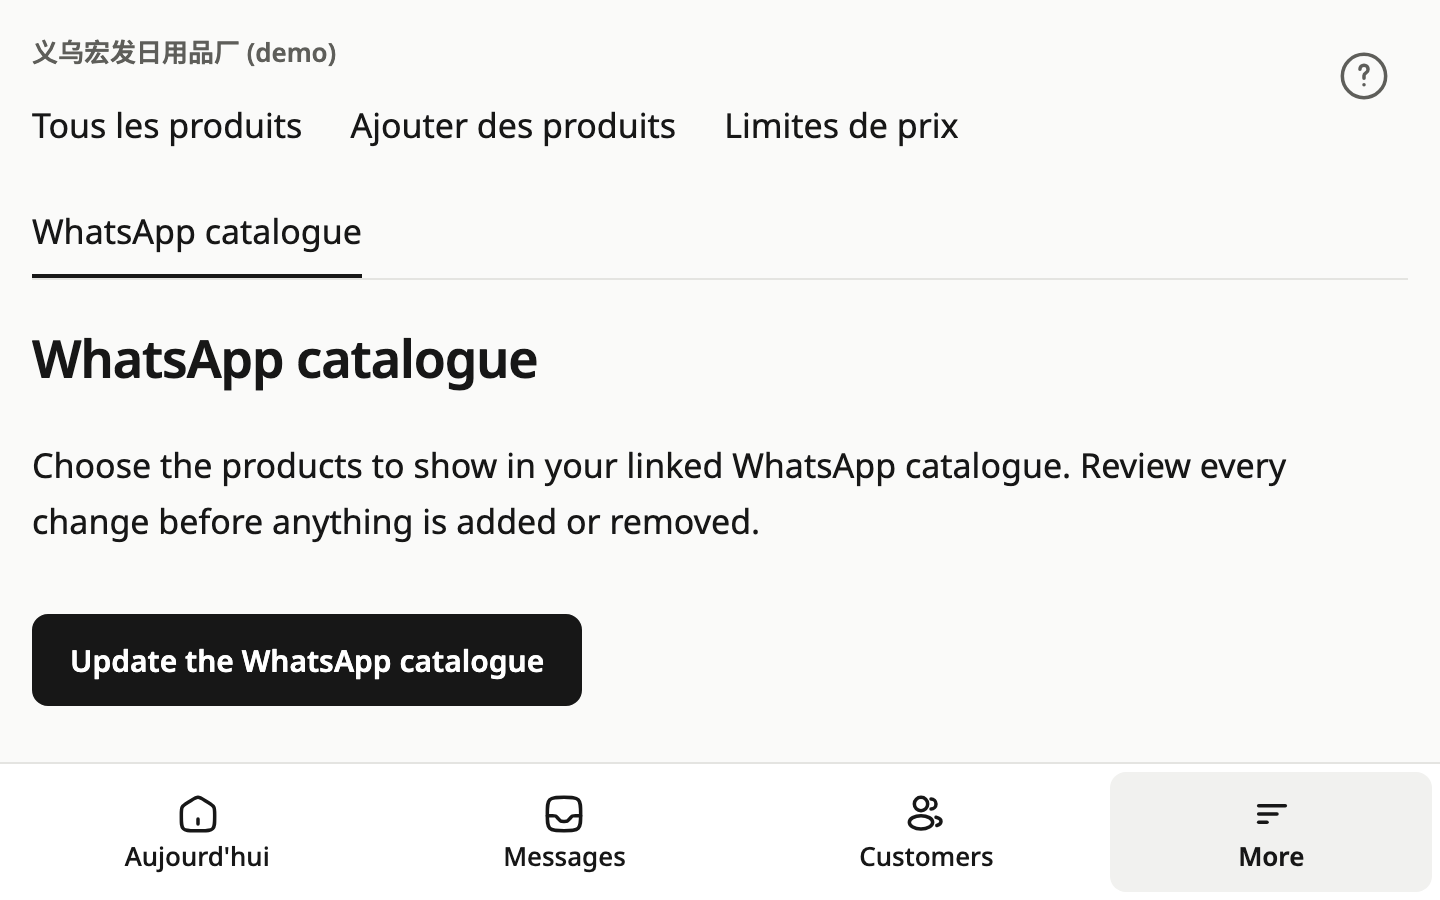 义乌宏发日用品厂 (demo)
Tous les produits
Ajouter des produits
Limites de prix
WhatsApp catalogue
WhatsApp catalogue
Choose the products to show in your linked WhatsApp catalogue. Review every
change before anything is added or removed.
Update the WhatsApp catalogue
Aujourd'hui
Messages
Customers
More